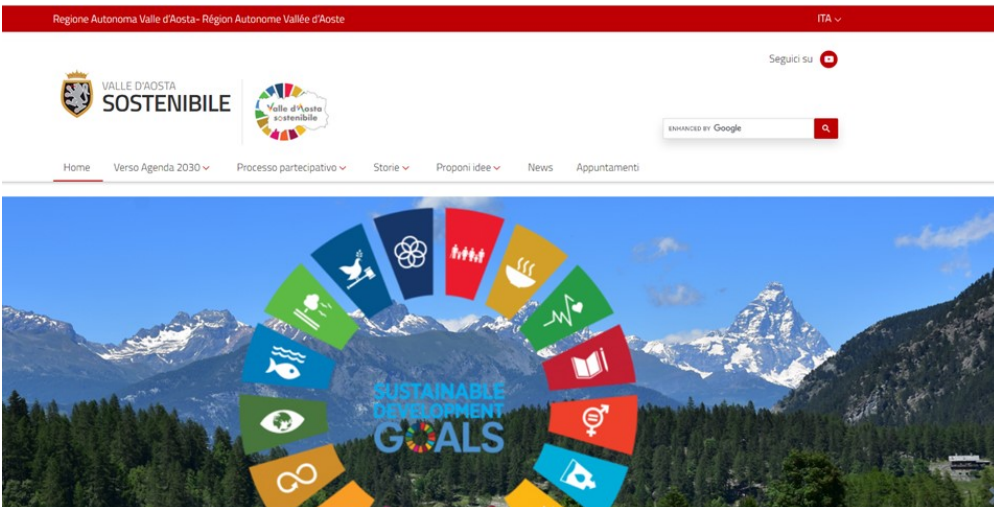 Regione Autonoma Valle d'Aosta- Région Autonome Vallée d'Aoste
ITA
Seguici su
VALLE D'AOSTA
SOSTENIBILE
Valle d'Aosta
sostenibile
ENHANCED BY Google
Home Verso Agenda 2030 Processo partecipativo Storie Proponi idee News Appuntamenti
SUSTAINABLE
DEVELOPMENT
GOALS